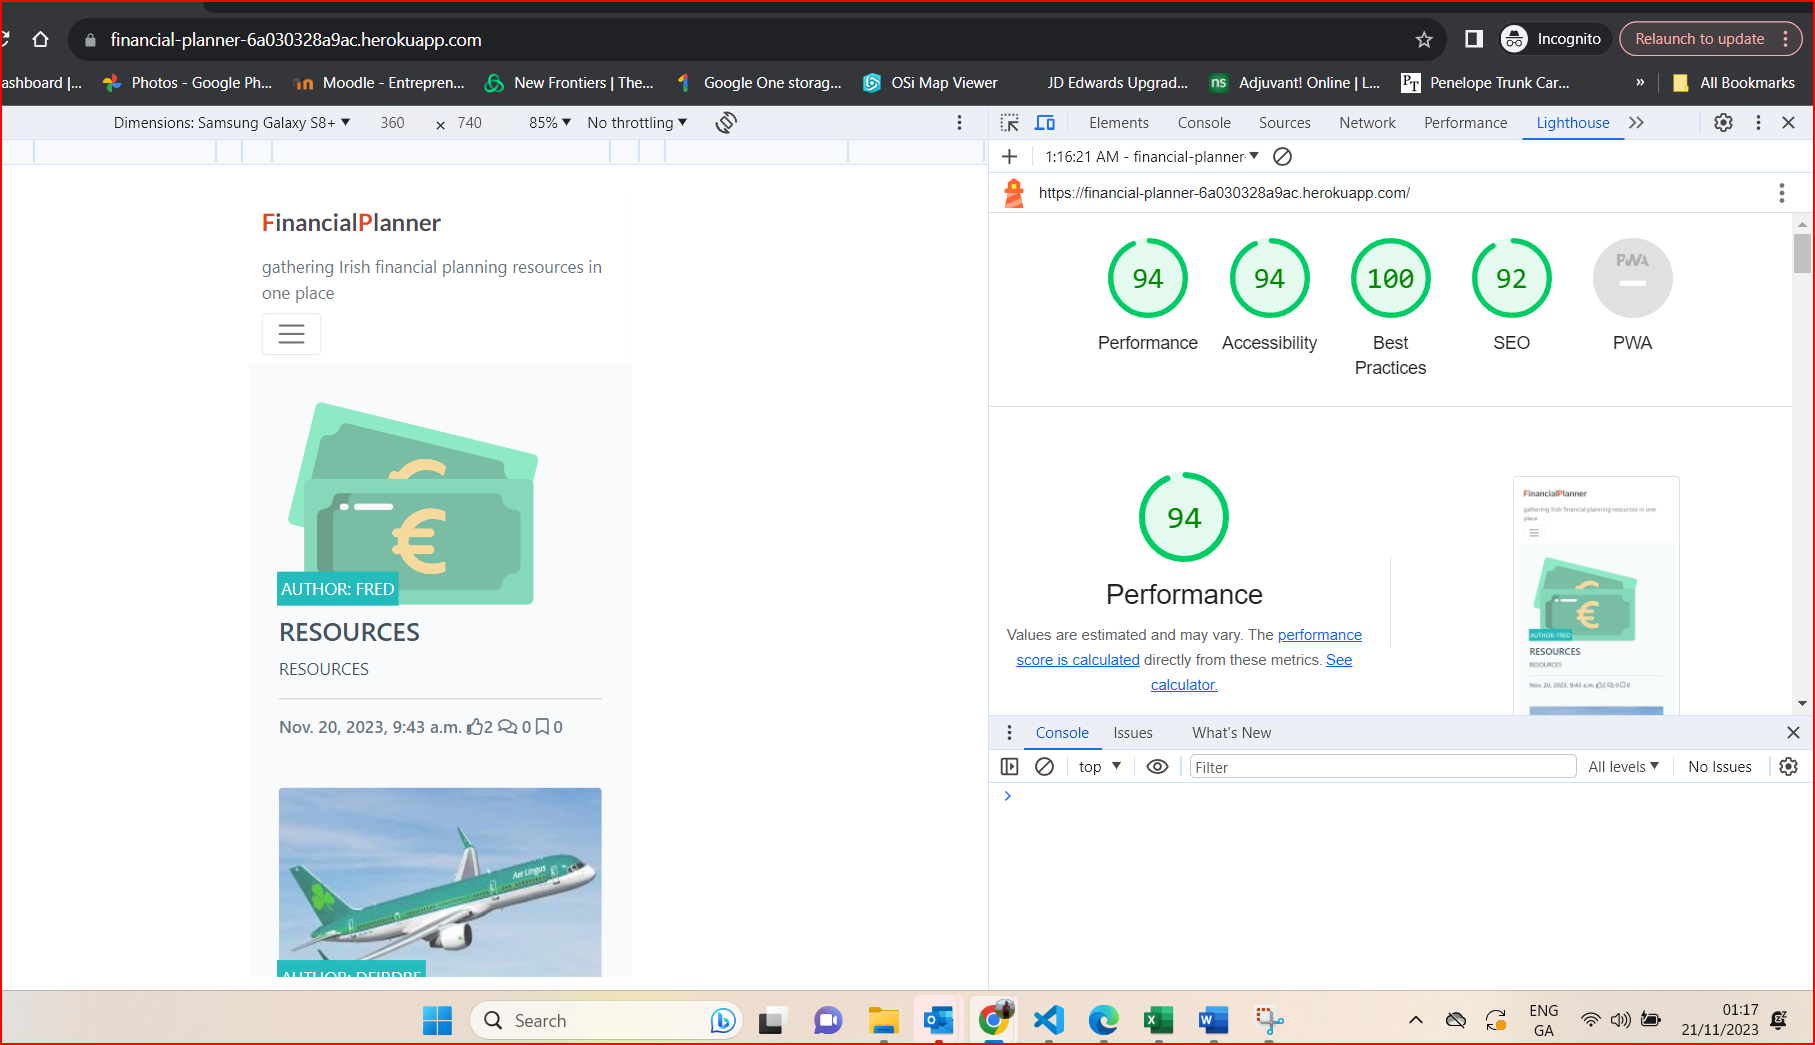 financial-planner-6a030328a9ac.herokuapp.com
Incognito
Relaunch to update
ashboard |...
Photos - Google Ph...
Moodle - Entrepren...
New Frontiers | The...
Google One storag...
OSi Map Viewer
JD Edwards Upgrad...
ns
Adjuvant! Online | L...
PT
Penelope Trunk Car...
»
All Bookmarks
Dimensions: Samsung Galaxy S8+
360 x 740
85%
No throttling
Elements
Console
Sources
Network
Performance
Lighthouse
1:16:21 AM - financial-planner
https://financial-planner-6a030328a9ac.herokuapp.com/
FinancialPlanner
gathering Irish financial planning resources in
one place
€
€
AUTHOR: FRED
RESOURCES
RESOURCES
Nov. 20, 2023, 9:43 a.m. 2 0 0
Aer Lingus
AUTHOR: DEIRDRE
94
94
100
92
PWA
Performance
Accessibility
Best
Practices
SEO
PWA
94
Performance
Values are estimated and may vary. The performance
score is calculated directly from these metrics. See
calculator.
FinancialPlanner
gathering Irish financial planning resources in one
place
€
€
AUTHOR: FRED
RESOURCES
RESOURCES
Nov. 20, 2023, 9:43 a.m. 2 0 0
Console
Issues
What's New
top
Filter
All levels
No Issues
Search
ENG
GA
01:17
21/11/2023